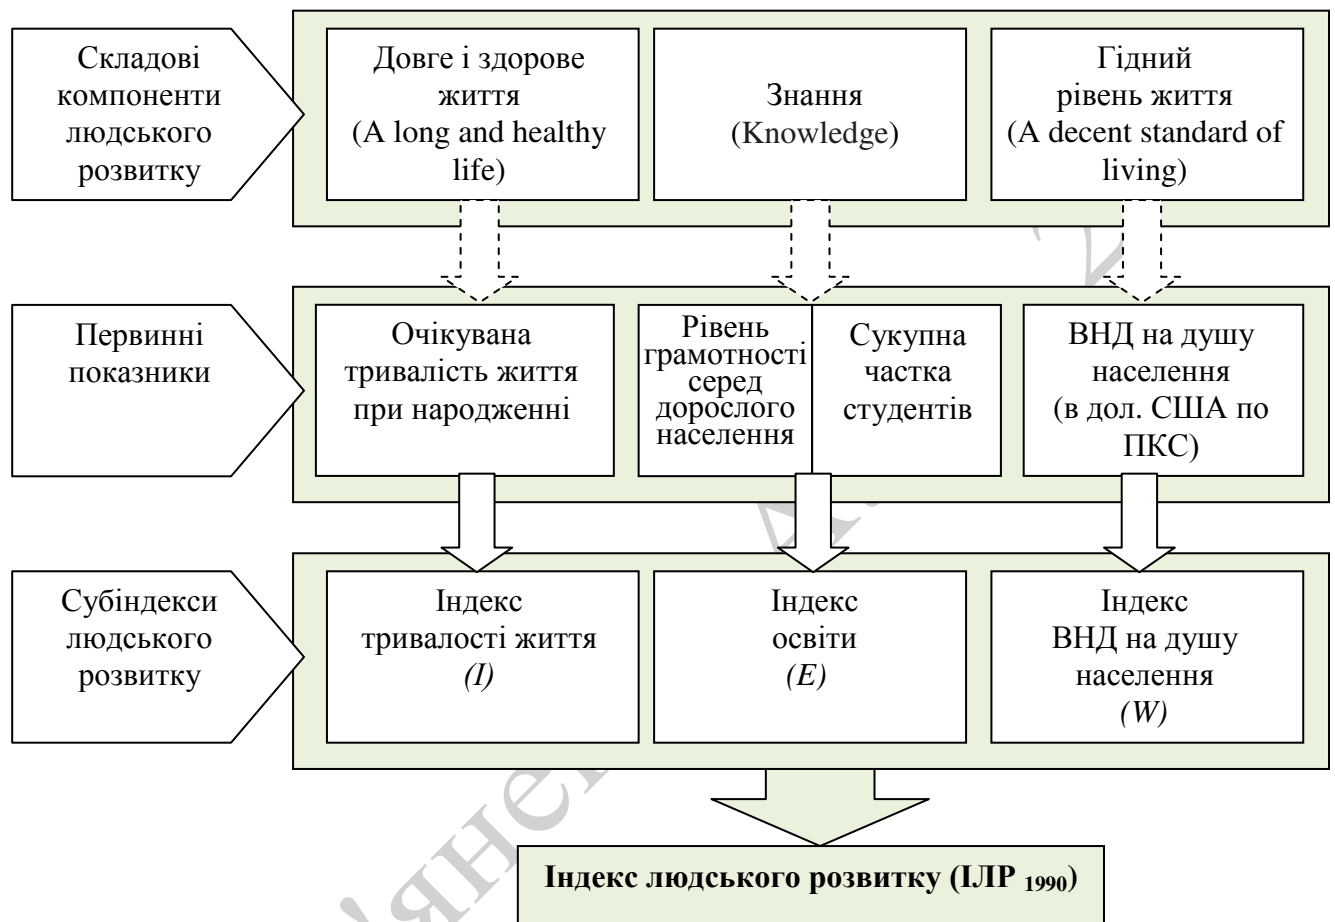 Складові
компоненти
людського
розвитку
Довге і здорове
життя
(A long and healthy
life)
Знання
(Knowledge)
Гідний
рівень життя
(A decent standard of
living)
Первинні
показники
Очікувана
тривалість життя
при народженні
Рівень
грамотності
серед
дорослого
населення
Сукупна
частка
студентів
ВНД на душу
населення
(в дол. США по
ПКС)
Субіндекси
людського
розвитку
Індекс
тривалості життя
(I)
Індекс
освіти
(E)
Індекс
ВНД на душу
населення
(W)
Індекс людського розвитку (ІЛР 1990)